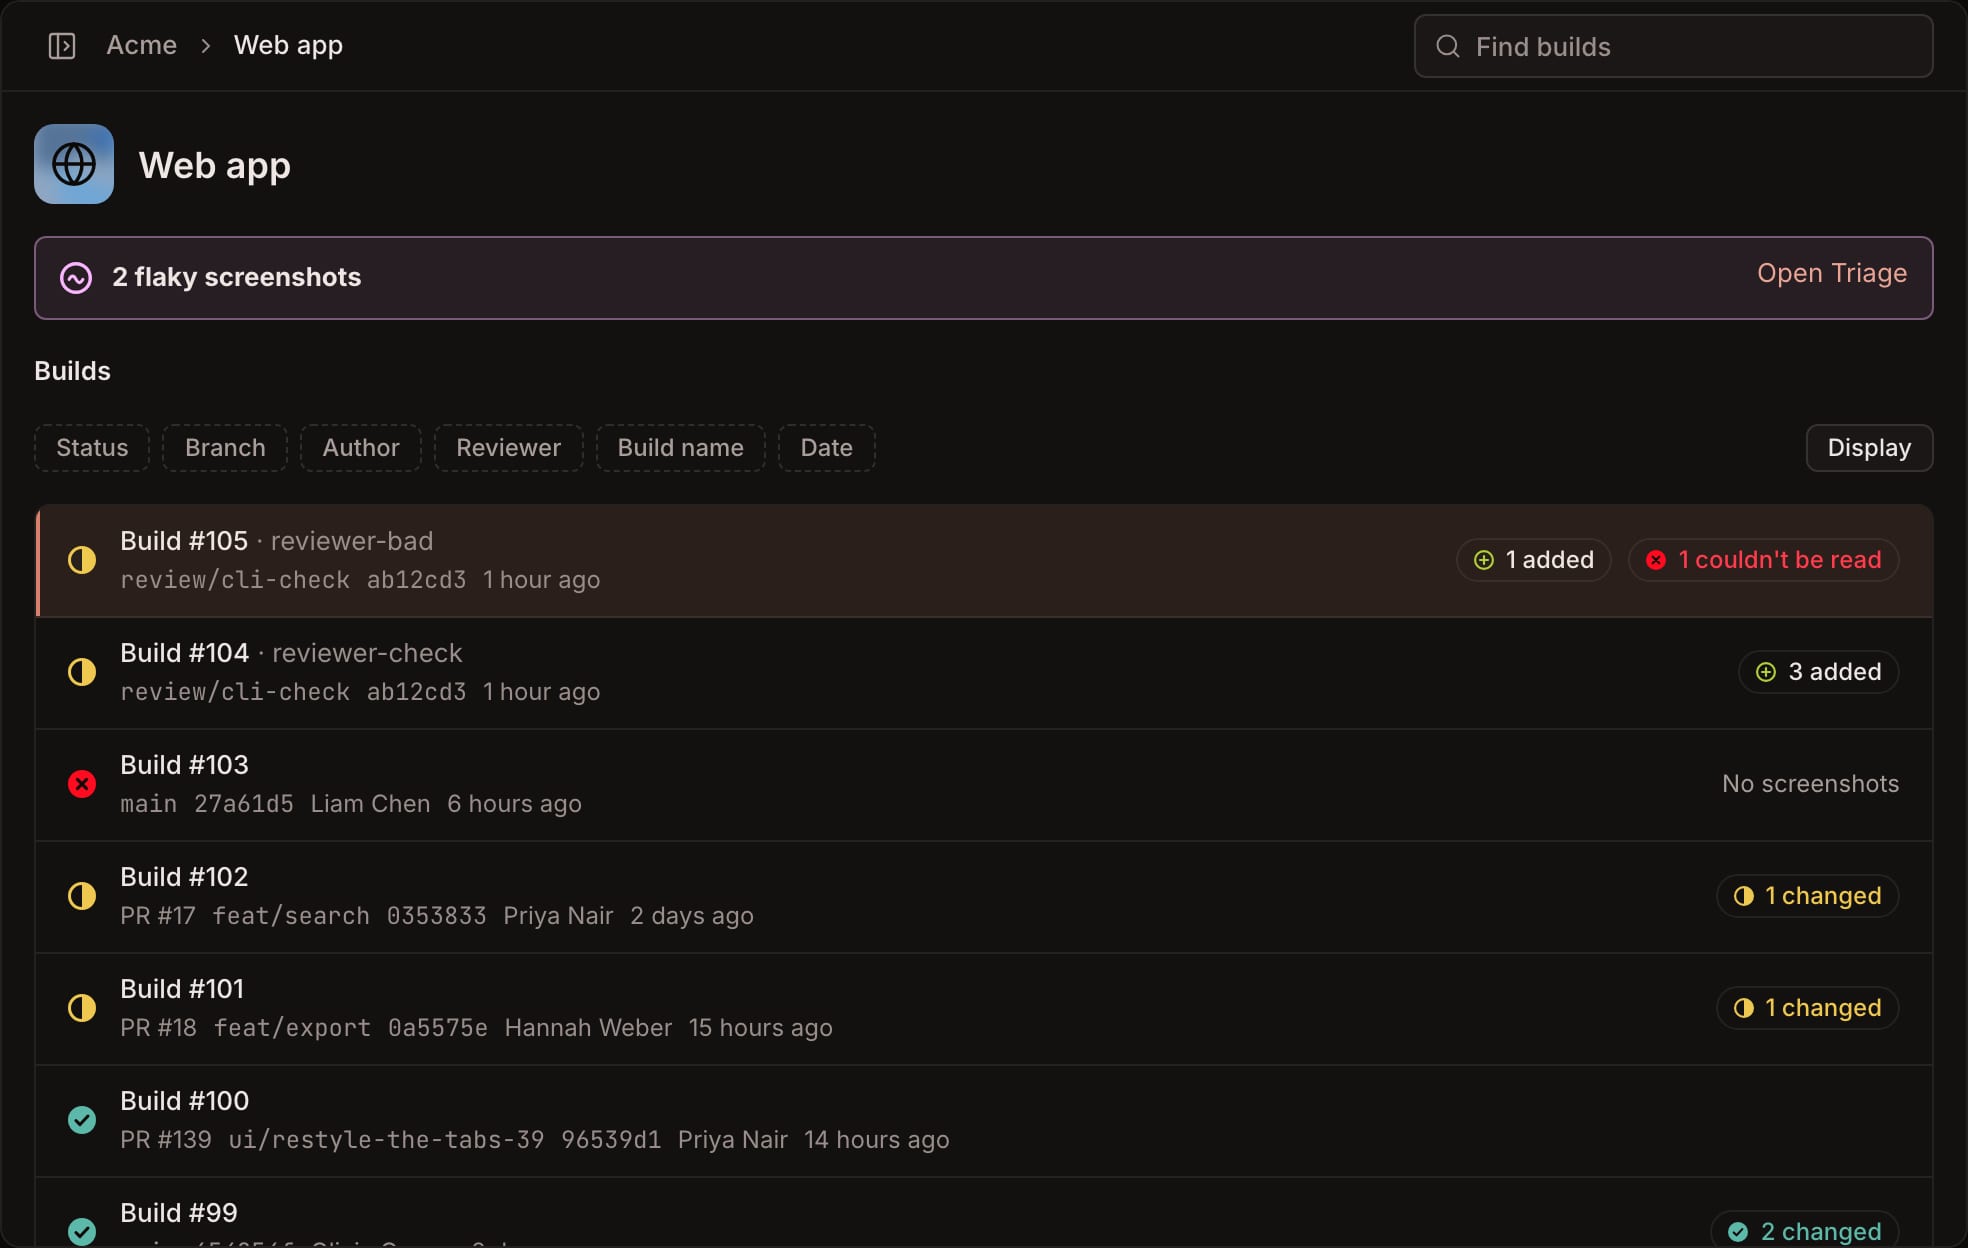 Acme > Web app
Find builds
Web app
2 flaky screenshots
Open Triage
Builds
Status Branch Author Reviewer Build name Date
Display
Build #105 · reviewer-bad
review/cli-check ab12cd3 1 hour ago
1 added
1 couldn't be read
Build #104 · reviewer-check
review/cli-check ab12cd3 1 hour ago
3 added
Build #103
main 27a61d5 Liam Chen 6 hours ago
No screenshots
Build #102
PR #17 feat/search 0353833 Priya Nair 2 days ago
1 changed
Build #101
PR #18 feat/export 0a5575e Hannah Weber 15 hours ago
1 changed
Build #100
PR #139 ui/restyle-the-tabs-39 96539d1 Priya Nair 14 hours ago
Build #99
2 changed